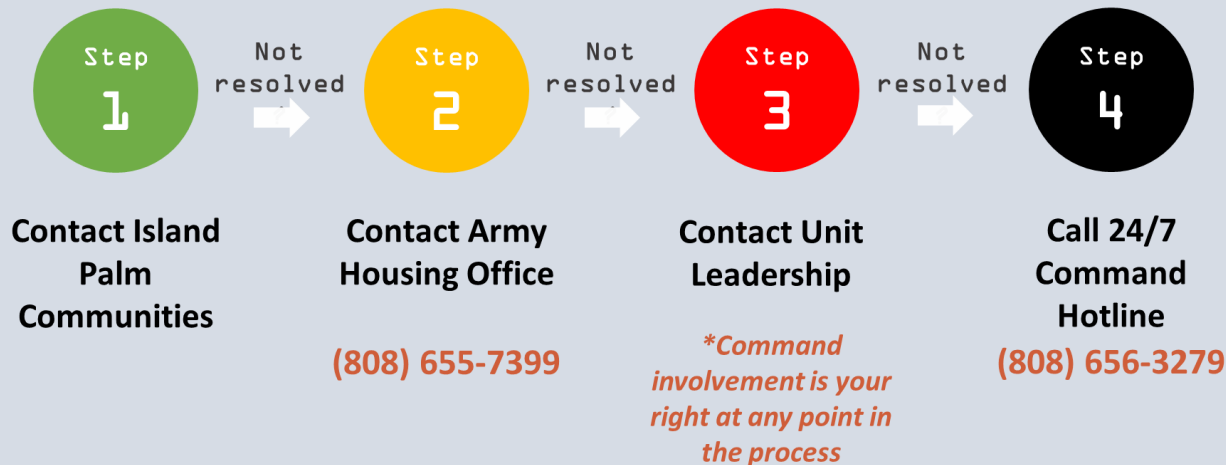 Step
1
Not
resolved
Step
2
Not
resolved
Step
3
Not
resolved
Step
4
Contact Island
Palm
Communities
Contact Army
Housing Office
(808) 655-7399
Contact Unit
Leadership
*Command
involvement is your
right at any point in
the process
Call 24/7
Command
Hotline
(808) 656-3279